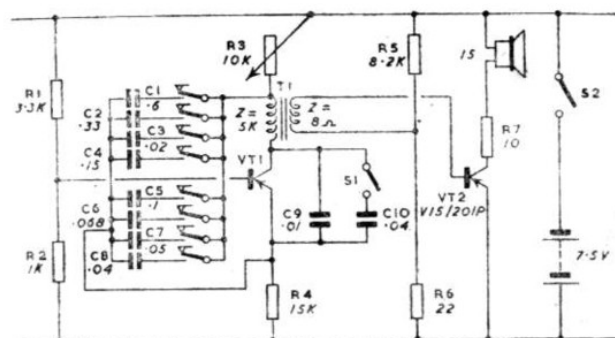 R1
3.3K
R2
1K
C1
.6
C2
.33
C3
.02
C4
.15
C5
.1
C6
.068
C7
.05
C8
.04
R3
10K
T1
Z=
5K
Z=
8Ω
VT1
C9
.01
S1
C10
.04
R4
15K
R5
8.2K
R6
22
15
R7
10
VT2
V15/201P
S2
7.5V